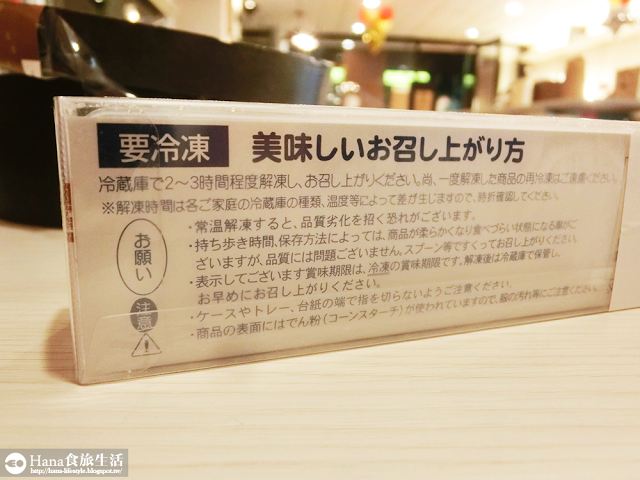 要冷凍 美味しいお召し上がり方
冷蔵庫で2～3時間程度解凍し、お召し上がりください。尚、一度解凍した商品の再冷凍はご遠慮ください。
※解凍時間は各ご家庭の冷蔵庫の種類、温度等によって差が生じますので、時折確認してください。
お願い
・常温解凍すると、品質劣化を招く恐れがございます。
・持ち歩き時間、保存方法によっては、商品が柔らかくなり食べづらい状態になる事がご
ざいますが、品質には問題ございません。スプーン等ですくってお召し上がりください。
・表示してございます賞味期限は、冷凍の賞味期限です。解凍後は冷蔵庫で保管し、
お早めにお召し上がりください。
注意
・ケースやトレー、台紙の端で指を切らないようご注意ください。
・商品の表面にはでん粉（コーンスターチ）が使われていますので、服の汚れ等にご注意ください。
Hana食旅生活
http://hana-lifestyle.blogspot.tw/